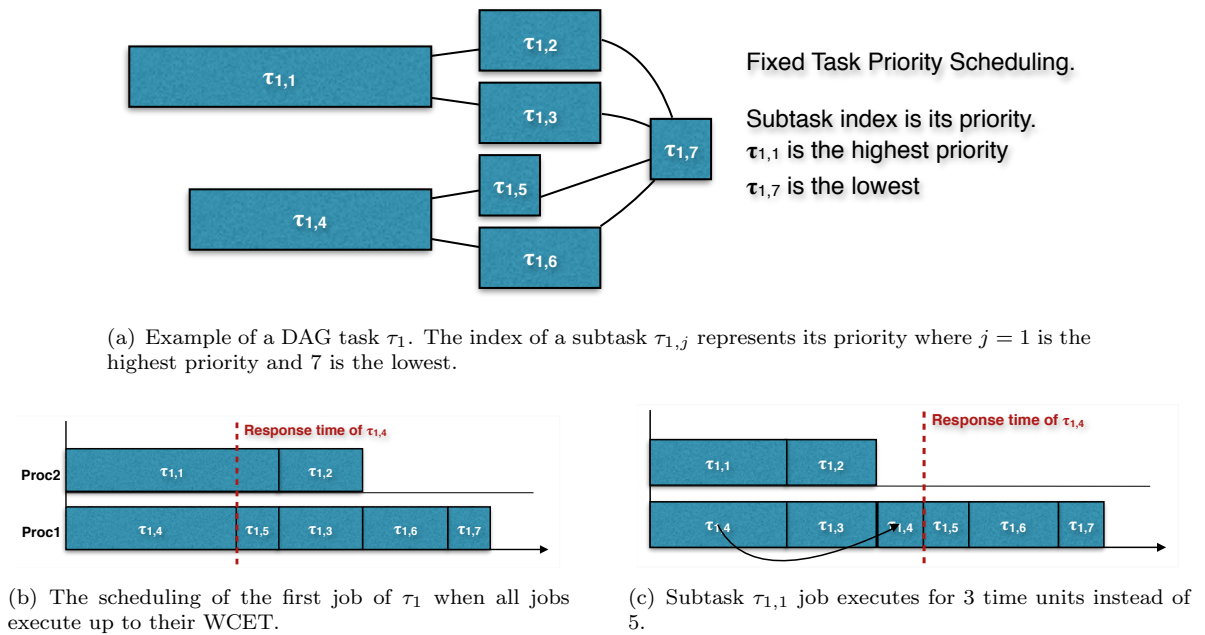 τ1,2
τ1,1
Fixed Task Priority Scheduling.
τ1,3
Subtask index is its priority.
τ1,7
τ1,1 is the highest priority
τ1,5
τ1,7 is the lowest
τ1,4
τ1,6
(a) Example of a DAG task τ1. The index of a subtask τ1,j represents its priority where j = 1 is the
highest priority and 7 is the lowest.
Response time of τ1,4
Proc2 τ1,1 τ1,2
Proc1 τ1,4 τ1,5 τ1,3 τ1,6 τ1,7
(b) The scheduling of the first job of τ1 when all jobs
execute up to their WCET.
Response time of τ1,4
τ1,1 τ1,2
τ1,4 τ1,3 τ1,4 τ1,5 τ1,6 τ1,7
(c) Subtask τ1,1 job executes for 3 time units instead of
5.